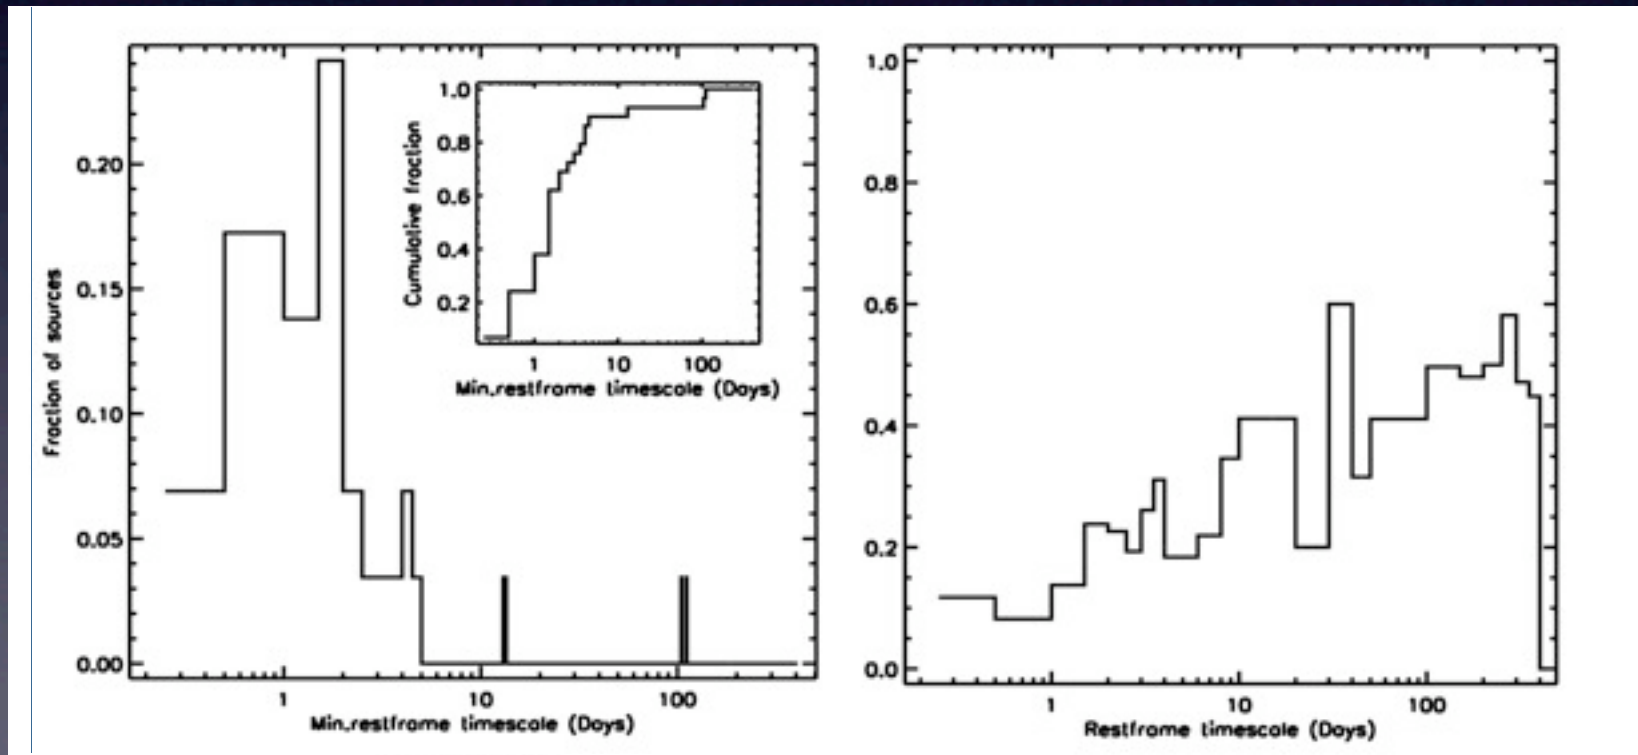 Fraction of sources
0.20
0.15
0.10
0.05
0.00
1 10 100
Min.restframe timescale (Days)
Cumulative fraction
1.0
0.8
0.6
0.4
0.2
1 10 100
Min.restframe timescale (Days)
1.0
0.8
0.6
0.4
0.2
0.0
1 10 100
Restframe timescale (Days)